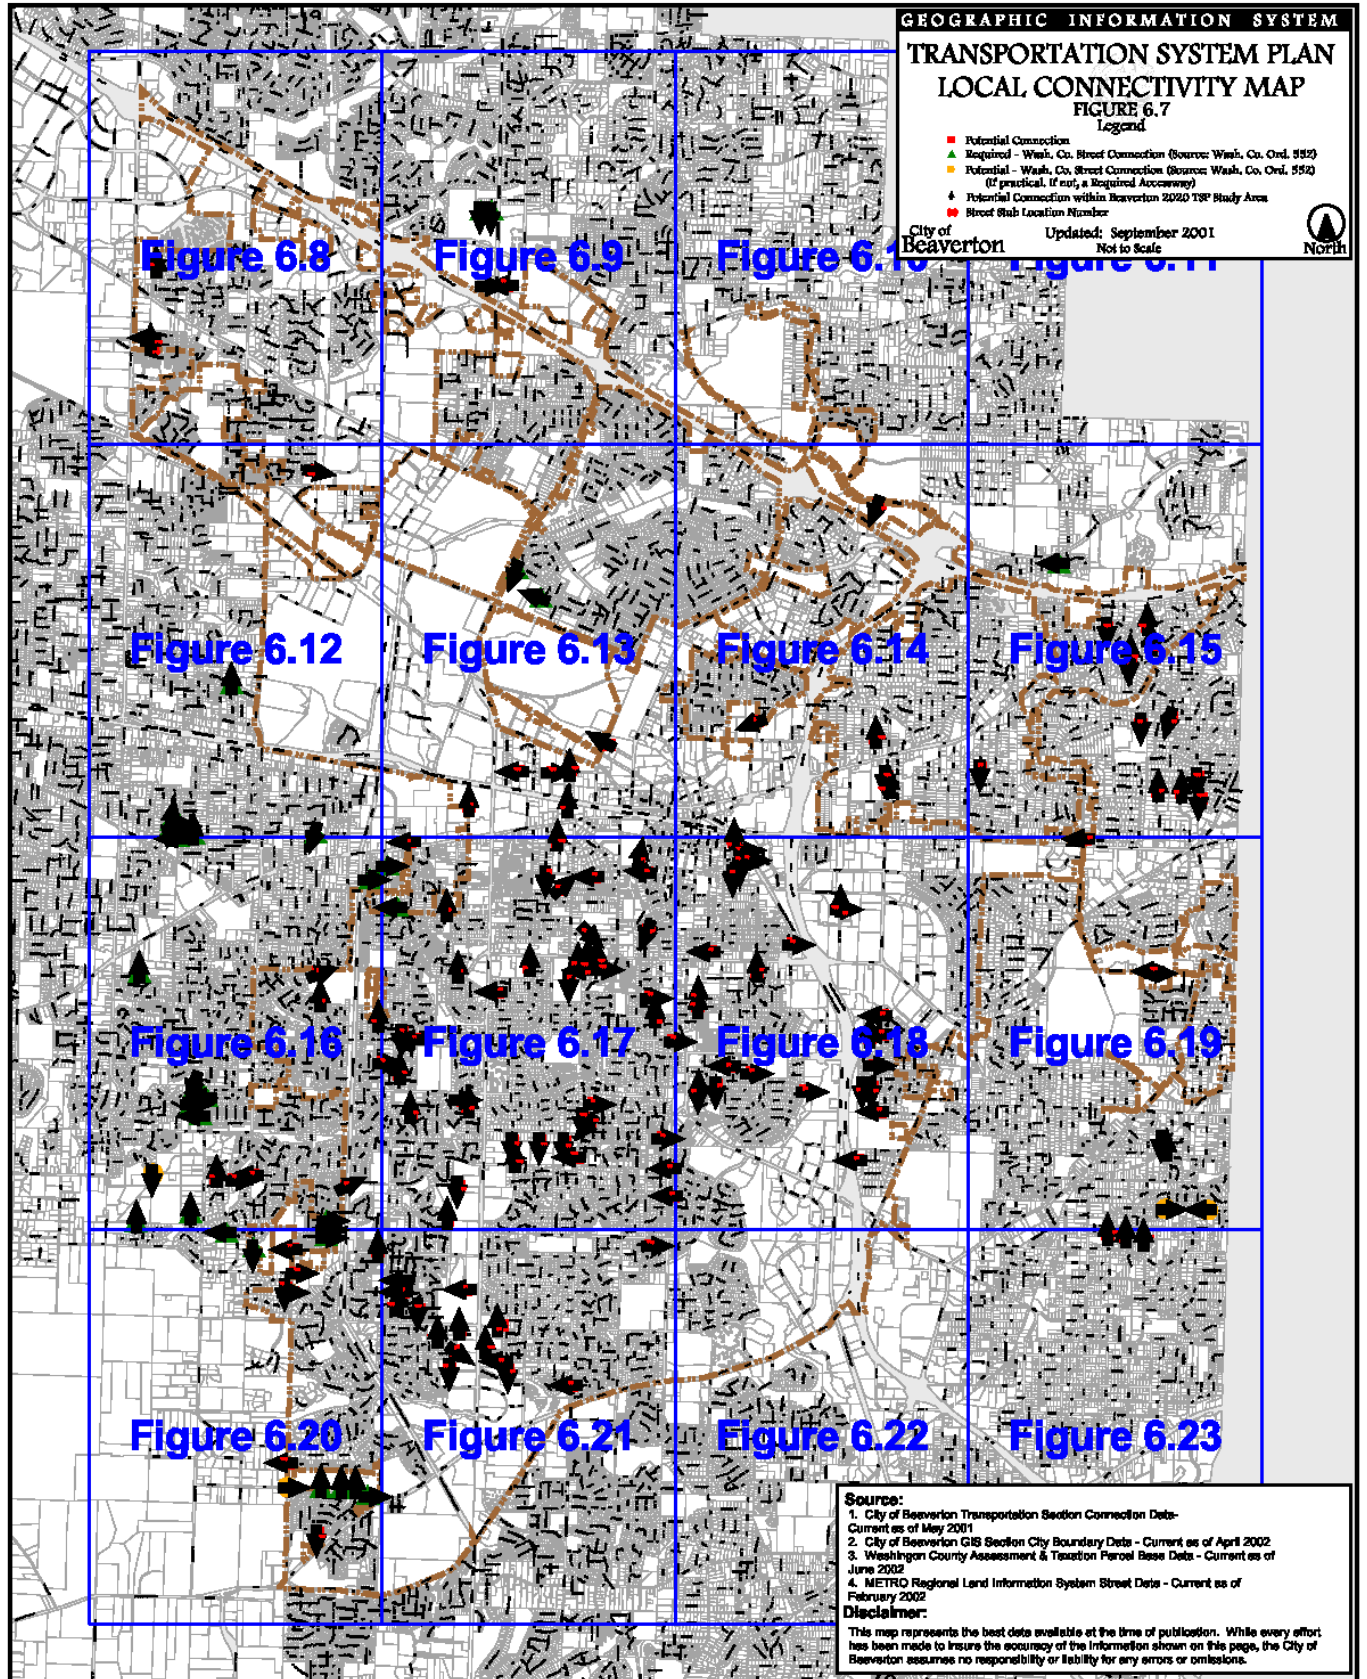 GEOGRAPHIC INFORMATION SYSTEM
TRANSPORTATION SYSTEM PLAN
LOCAL CONNECTIVITY MAP
FIGURE 6.7
Legend
Potential Connection
Required - Wash. Co. Street Connection (Source: Wash. Co. Ord. 552)
Potential - Wash. Co. Street Connection (Source: Wash. Co. Ord. 552)
(If practical. If not, a Required Accessway)
Potential Connection within Beaverton 2020 TSP Study Area
Street Stub Location Number
City of
Beaverton
Updated: September 2001
Not to Scale
North
Figure 6.8
Figure 6.9
Figure 6.10
Figure 6.11
Figure 6.12
Figure 6.13
Figure 6.14
Figure 6.15
Figure 6.16
Figure 6.17
Figure 6.18
Figure 6.19
Figure 6.20
Figure 6.21
Figure 6.22
Figure 6.23
Source:
1. City of Beaverton Transportation Section Connection Data-
Current as of May 2001
2. City of Beaverton GIS Section City Boundary Data - Current as of April 2002
3. Washingon County Assessment & Taxation Parcel Base Data - Current as of
June 2002
4. METRO Regional Land Information System Street Data - Current as of
February 2002
Disclaimer:
This map represents the best data available at the time of publication. While every effort
has been made to insure the accuracy of the information shown on this page, the City of
Beaverton assumes no responsibility or liability for any errors or omissions.